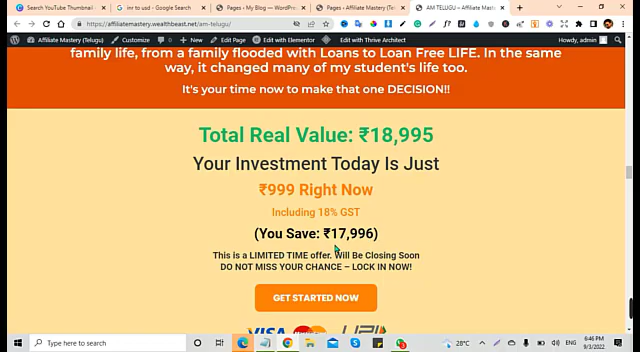 Search YouTube Thumbnail
inr to usd - Google Search
Pages ‹ My Blog — WordPre
Pages ‹ Affiliate Mastery (Te
AM TELUGU – Affiliate Maste
https://affiliatemastery.wealthbeast.net/am-telugu/
Affiliate Mastery (Telugu)
Customize
0
New
Edit Page
Edit with Elementor
Edit with Thrive Architect
Howdy, admin
family life, from a family flooded with Loans to Loan Free LIFE. In the same
way, it changed many of my student's life too.
It's your time now to make that one DECISION!!
Total Real Value: ₹18,995
Your Investment Today Is Just
₹999 Right Now
Including 18% GST
(You Save: ₹17,996)
This is a LIMITED TIME offer. Will Be Closing Soon
DO NOT MISS YOUR CHANCE – LOCK IN NOW!
GET STARTED NOW
VISA
UPI
Type here to search
28°C
ENG
6:46 PM
9/3/2022